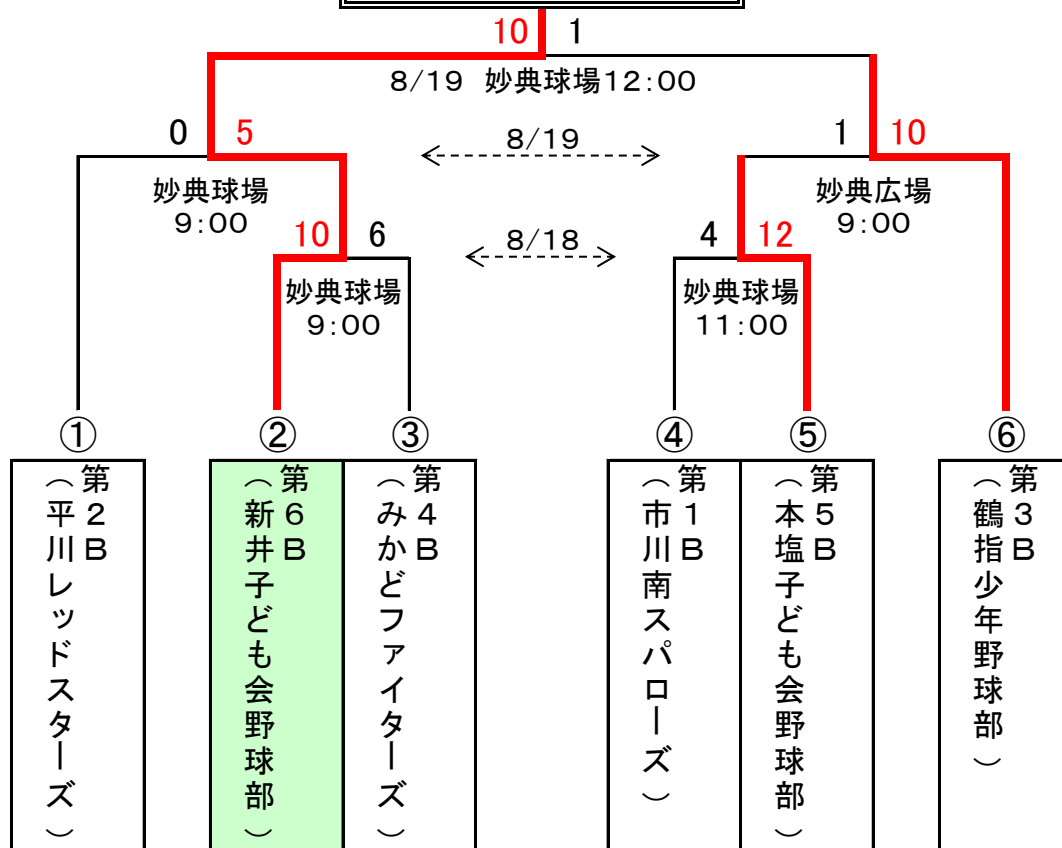 10 1
8/19 妙典球場12:00
0 5
8/19
1 10
妙典球場
9:00
妙典広場
9:00
10 6
8/18
4 12
妙典球場
9:00
妙典球場
11:00
①
②
③
④
⑤
⑥
第2B
（平川レッドスターズ）
第6B
（新井子ども会野球部）
第4B
（みかどファイターズ）
第1B
（市川南スパローズ）
第5B
（本塩子ども会野球部）
第3B
（鶴指少年野球部）